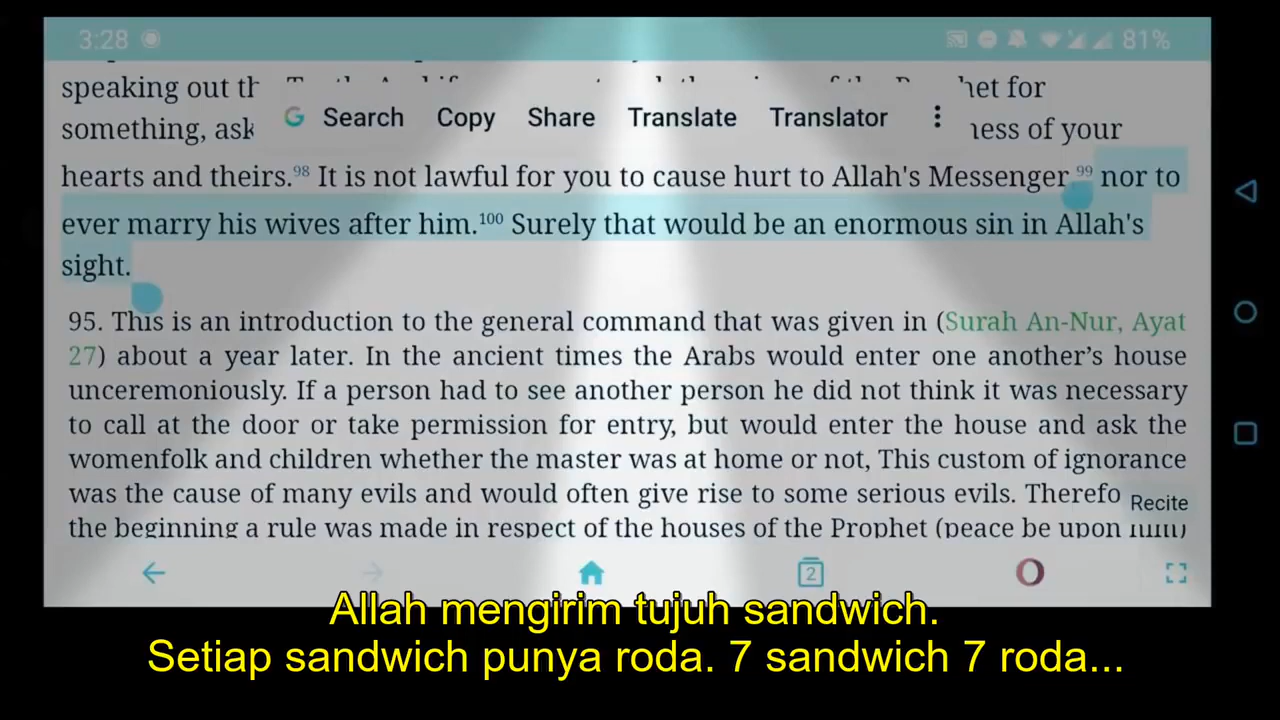 3:28 81%
speaking out th
Search Copy Share Translate Translator
het for
something, ask ness of your
hearts and theirs.98 It is not lawful for you to cause hurt to Allah's Messenger 99 nor to
ever marry his wives after him.100 Surely that would be an enormous sin in Allah's
sight.
95. This is an introduction to the general command that was given in (Surah An-Nur, Ayat
27) about a year later. In the ancient times the Arabs would enter one another’s house
unceremoniously. If a person had to see another person he did not think it was necessary
to call at the door or take permission for entry, but would enter the house and ask the
womenfolk and children whether the master was at home or not, This custom of ignorance
was the cause of many evils and would often give rise to some serious evils. Therefo
Recite
the beginning a rule was made in respect of the houses of the Prophet (peace be upon
2
Allah mengirim tujuh sandwich.
Setiap sandwich punya roda. 7 sandwich 7 roda...